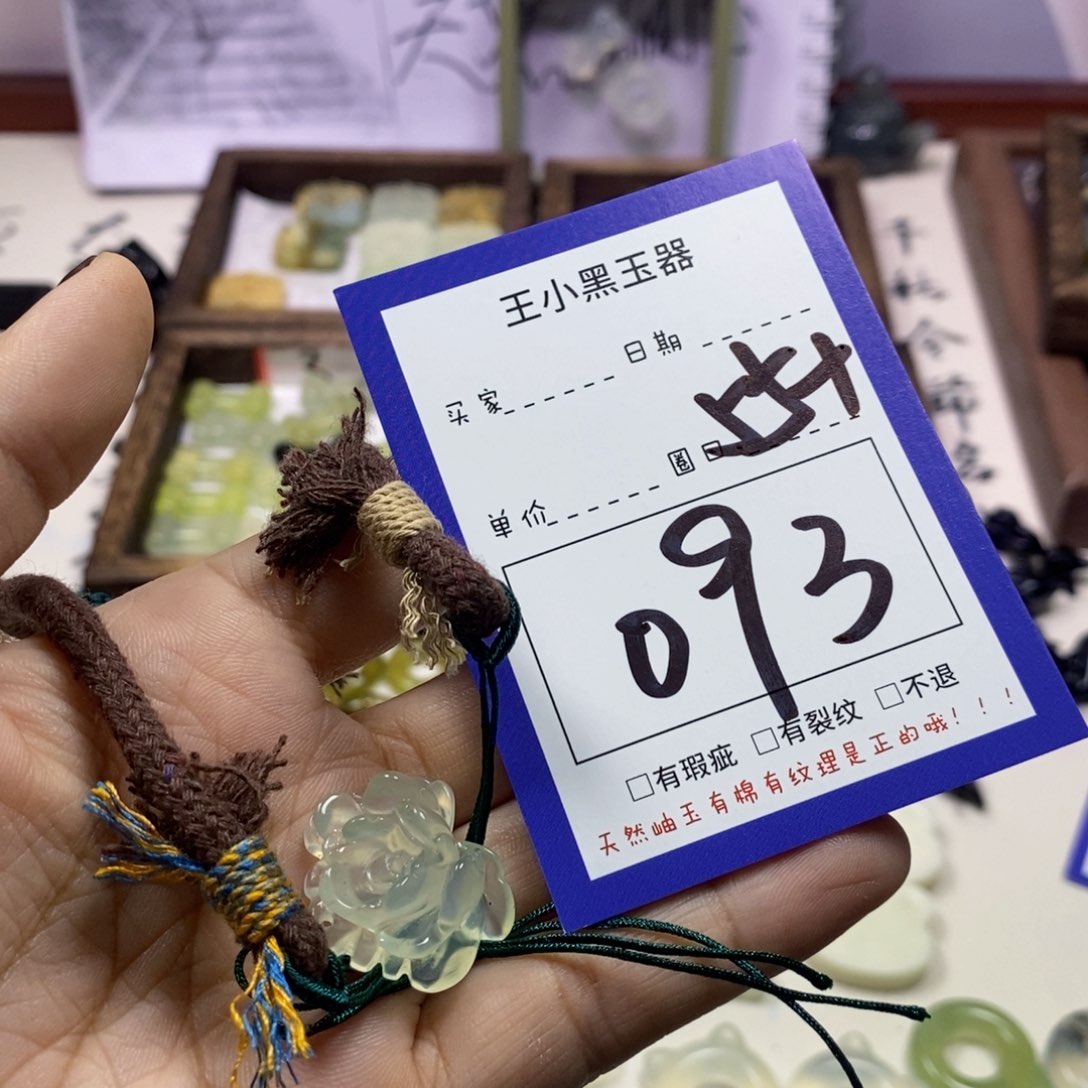 王小黑玉器
买家 日期
单价 圈口
093
□有瑕疵 □有裂纹 □不退
天然岫玉有棉有纹理是正的哦！！！